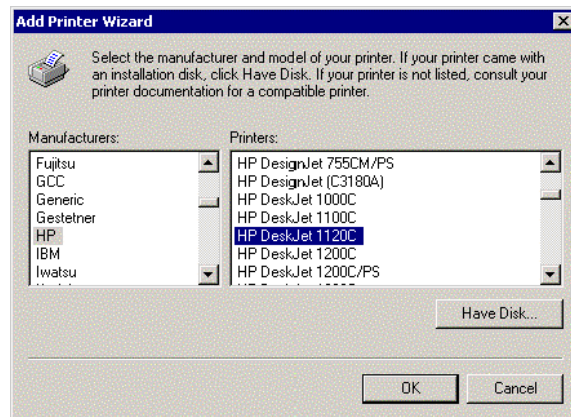 Add Printer Wizard
Select the manufacturer and model of your printer. If your printer came with
an installation disk, click Have Disk. If your printer is not listed, consult your
printer documentation for a compatible printer.
Manufacturers:
Printers:
Fujitsu
GCC
Generic
Gestetner
HP
IBM
Iwatsu
HP DesignJet 755CM/PS
HP DesignJet (C3180A)
HP DeskJet 1000C
HP DeskJet 1100C
HP DeskJet 1120C
HP DeskJet 1200C
HP DeskJet 1200C/PS
Have Disk...
OK
Cancel